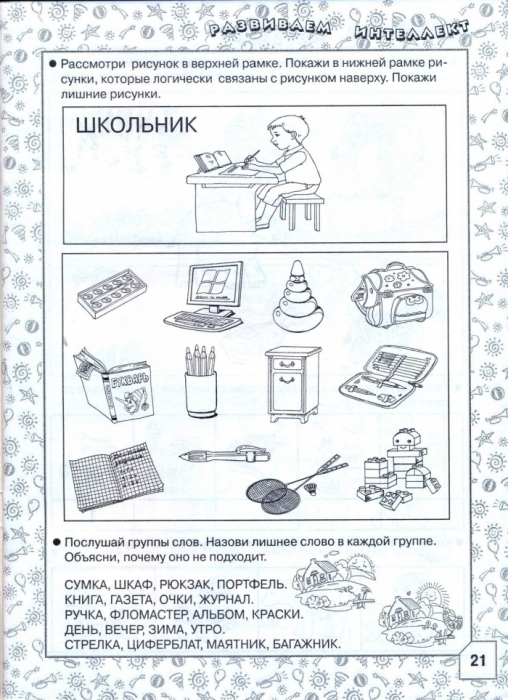 РАЗВИВАЕМ ИНТЕЛЛЕКТ
● Рассмотри рисунок в верхней рамке. Покажи в нижней рамке ри-
сунки, которые логически связаны с рисунком наверху. Покажи
лишние рисунки.
ШКОЛЬНИК
БУКВАРЬ
● Послушай группы слов. Назови лишнее слово в каждой группе.
Объясни, почему оно не подходит.
СУМКА, ШКАФ, РЮКЗАК, ПОРТФЕЛЬ.
КНИГА, ГАЗЕТА, ОЧКИ, ЖУРНАЛ.
РУЧКА, ФЛОМАСТЕР, АЛЬБОМ, КРАСКИ.
ДЕНЬ, ВЕЧЕР, ЗИМА, УТРО.
СТРЕЛКА, ЦИФЕРБЛАТ, МАЯТНИК, БАГАЖНИК.
21